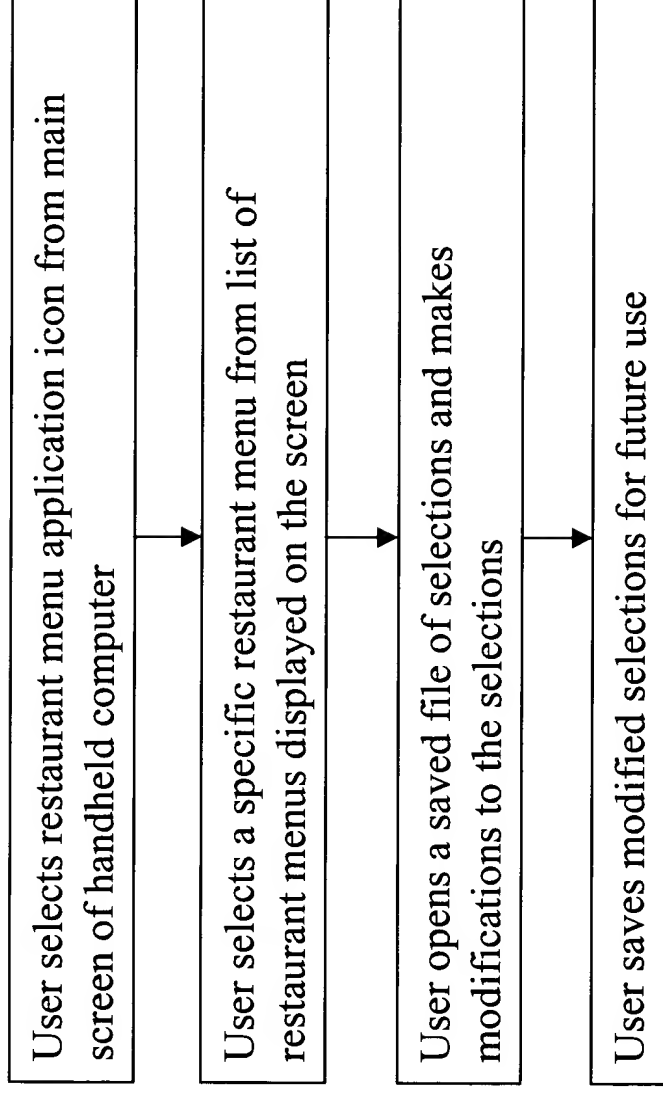 User selects restaurant menu application icon from main
screen of handheld computer
User selects a specific restaurant menu from list of
restaurant menus displayed on the screen
User opens a saved file of selections and makes
modifications to the selections
User saves modified selections for future use